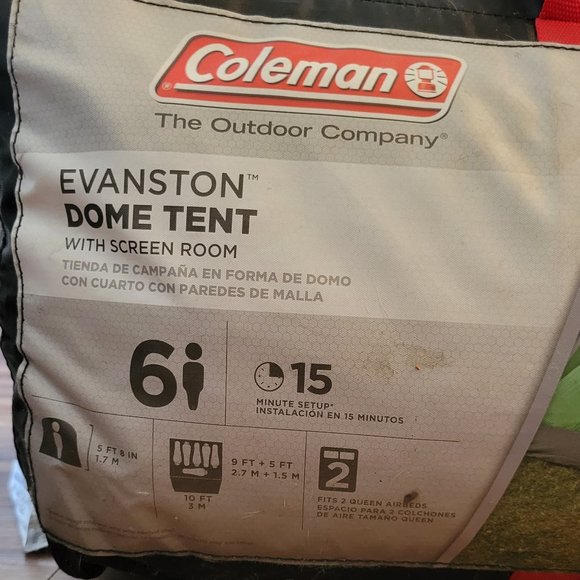 Coleman
The Outdoor Company®
EVANSTON™
DOME TENT
WITH SCREEN ROOM
TIENDA DE CAMPAÑA EN FORMA DE DOMO
CON CUARTO CON PAREDES DE MALLA
6
15
MINUTE SETUP*
INSTALACIÓN EN 15 MINUTOS
5 FT 8 IN
1.7 M
9 FT + 5 FT
2.7 M + 1.5 M
10 FT
3 M
2
FITS 2 QUEEN AIRBEDS
ESPACIO PARA 2 COLCHONES
DE AIRE TAMAÑO QUEEN